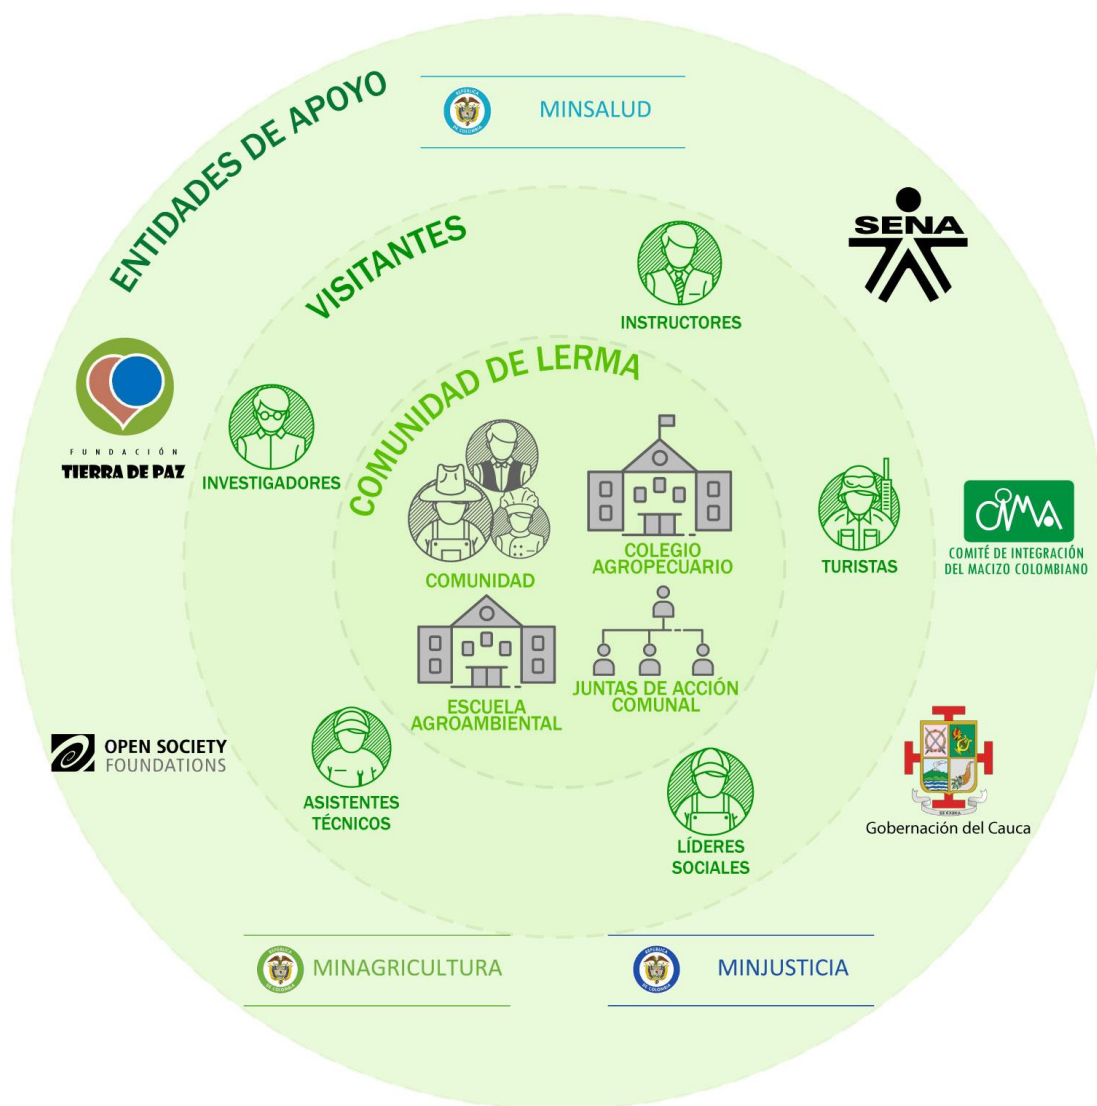 ENTIDADES DE APOYO
MINSALUD
SENA
VISITANTES
INSTRUCTORES
COMUNIDAD DE LERMA
FUNDACIÓN
TIERRA DE PAZ
INVESTIGADORES
COMUNIDAD
COLEGIO
AGROPECUARIO
TURISTAS
CIMA
COMITÉ DE INTEGRACIÓN
DEL MACIZO COLOMBIANO
ESCUELA
AGROAMBIENTAL
JUNTAS DE ACCIÓN
COMUNAL
OPEN SOCIETY
FOUNDATIONS
ASISTENTES
TÉCNICOS
LÍDERES
SOCIALES
Gobernación del Cauca
MINAGRICULTURA
MINJUSTICIA